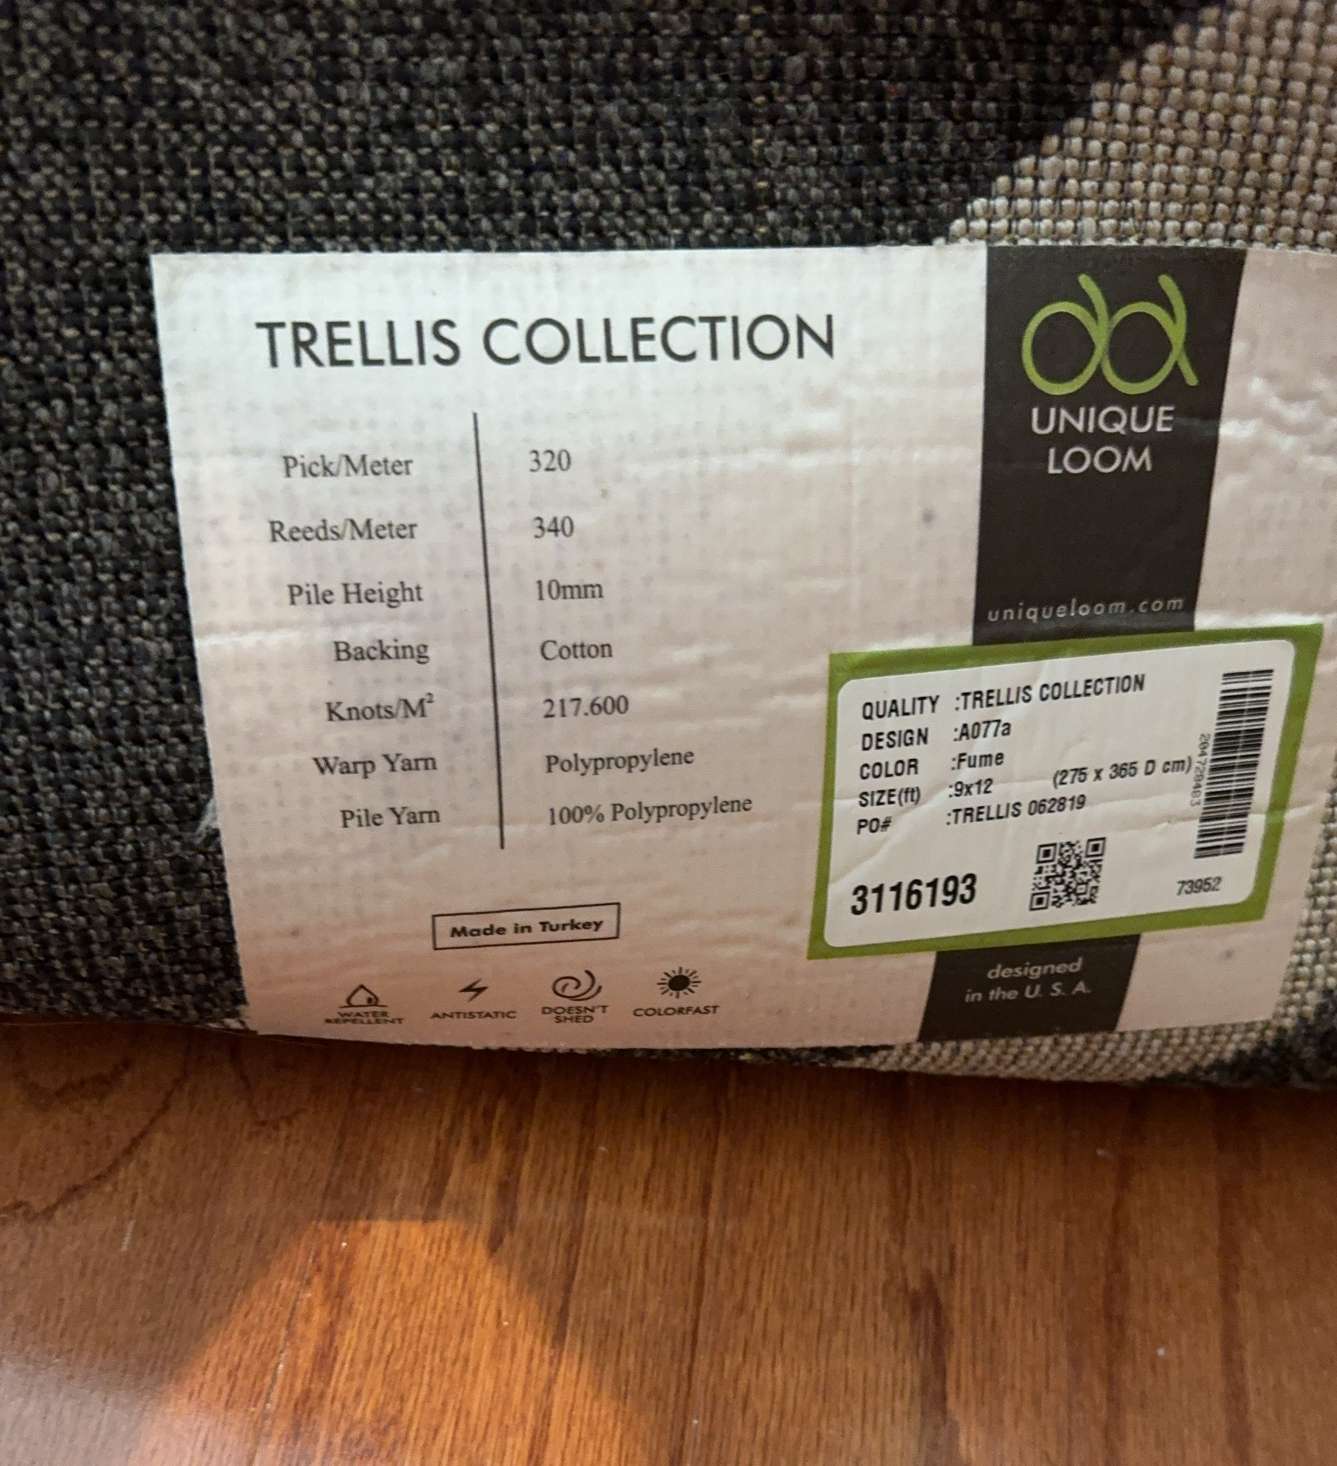 TRELLIS COLLECTION
Pick/Meter 320
Reeds/Meter 340
Pile Height 10mm
Backing Cotton
Knots/M² 217.600
Warp Yarn Polypropylene
Pile Yarn 100% Polypropylene
Made in Turkey
WATER
REPELLENT
ANTISTATIC
DOESN'T
SHED
COLORFAST
UNIQUE
LOOM
uniqueloom.com
QUALITY :TRELLIS COLLECTION
DESIGN :A077a
COLOR :Fume
SIZE(ft) :9x12 (275 x 365 D cm)
PO# :TRELLIS 062819
3116193
73952
designed
in the U. S. A.